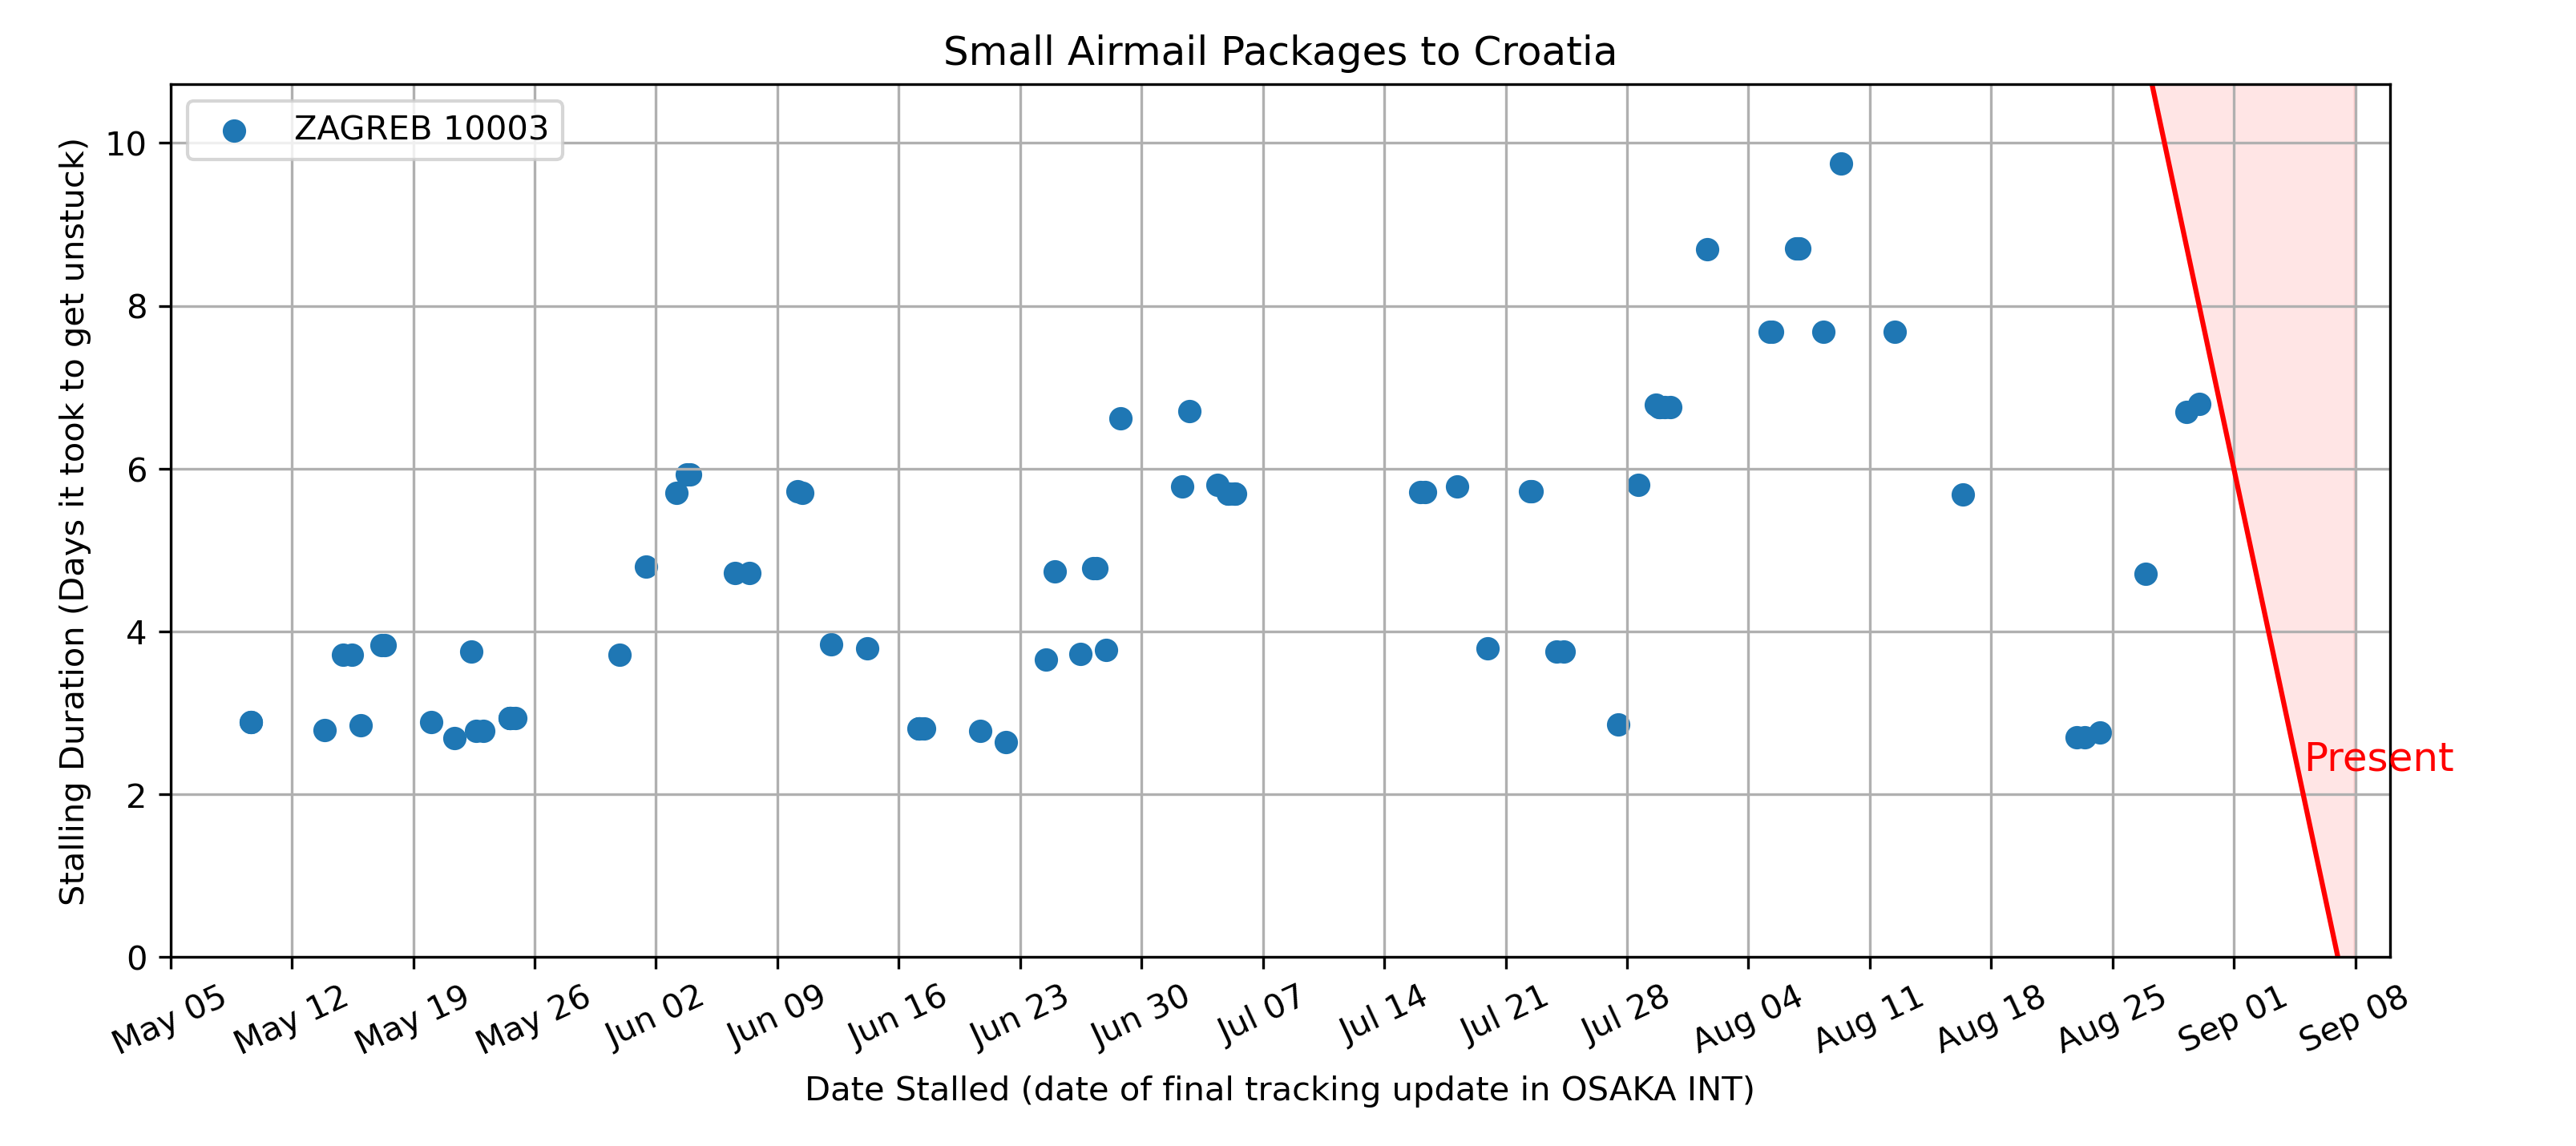 Small Airmail Packages to Croatia
ZAGREB 10003
Stalling Duration (Days it took to get unstuck)
10
8
6
4
2
0
Present
May 05
May 12
May 19
May 26
Jun 02
Jun 09
Jun 16
Jun 23
Jun 30
Jul 07
Jul 14
Jul 21
Jul 28
Aug 04
Aug 11
Aug 18
Aug 25
Sep 01
Sep 08
Date Stalled (date of final tracking update in OSAKA INT)